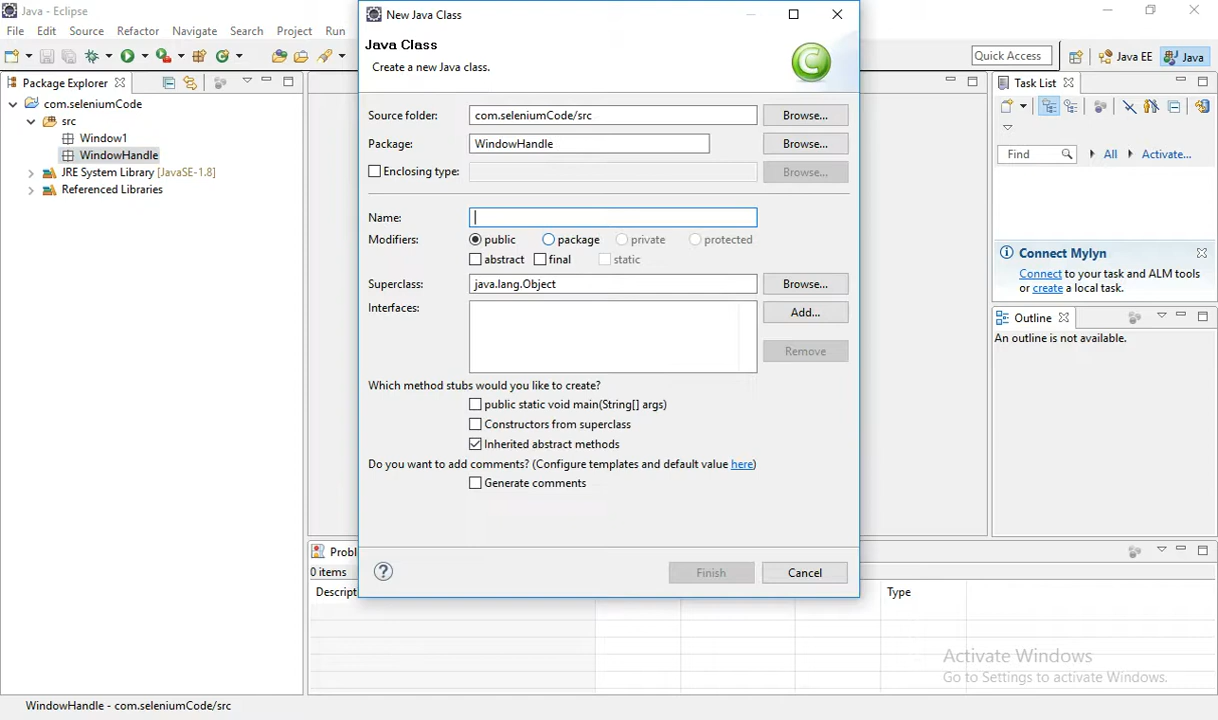 Java - Eclipse
File Edit Source Refactor Navigate Search Project Run
Quick Access
Java EE
Java
Package Explorer
com.seleniumCode
src
Window1
WindowHandle
JRE System Library [JavaSE-1.8]
Referenced Libraries
New Java Class
Java Class
Create a new Java class.
C
Source folder: com.seleniumCode/src Browse...
Package: WindowHandle Browse...
Enclosing type: Browse...
Name:
Modifiers: public package private protected
abstract final static
Superclass: java.lang.Object Browse...
Interfaces: Add...
Remove
Which method stubs would you like to create?
public static void main(String[] args)
Constructors from superclass
Inherited abstract methods
Do you want to add comments? (Configure templates and default value here)
Generate comments
? Finish Cancel
Task List
Find All Activate...
Connect Mylyn
Connect to your task and ALM tools
or create a local task.
Outline
An outline is not available.
Probl
0 items
Descript Type
Activate Windows
Go to Settings to activate Windows.
WindowHandle - com.seleniumCode/src